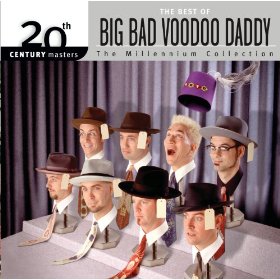 20th
CENTURY masters
THE BEST OF
BIG BAD VOODOO DADDY
The Millennium Collection